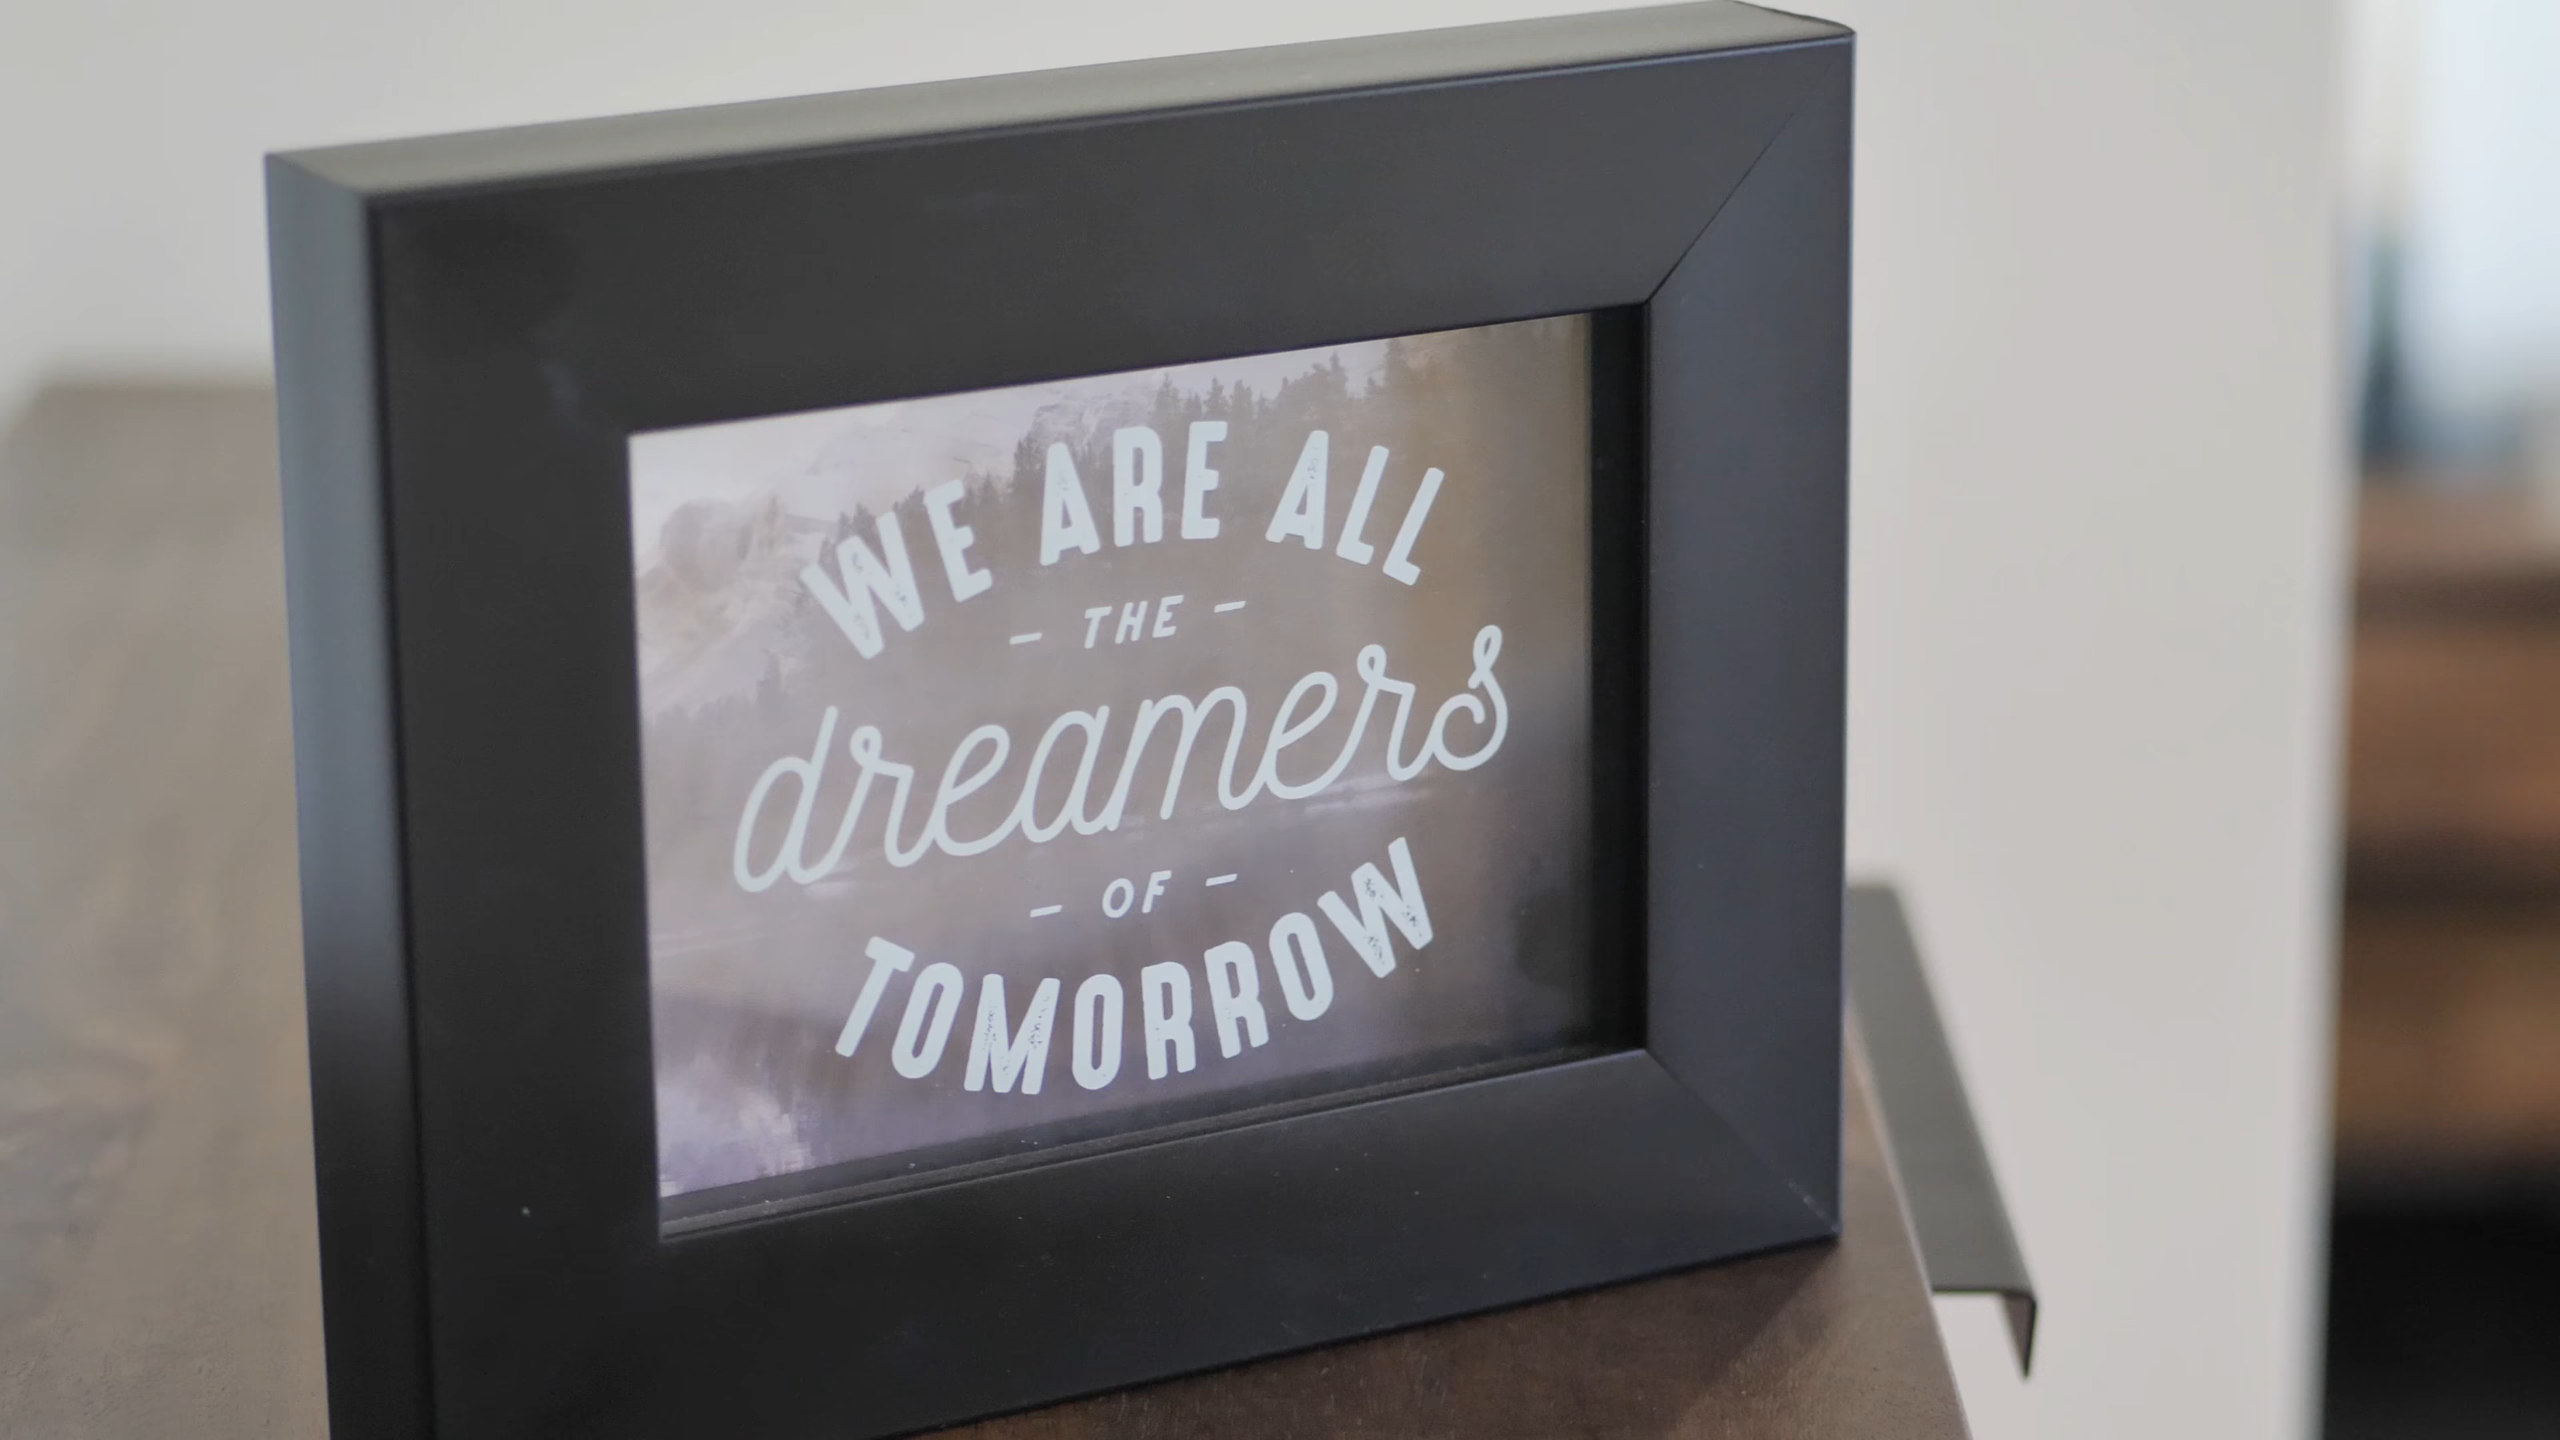 WE ARE ALL
– THE –
dreamers
– OF –
TOMORROW